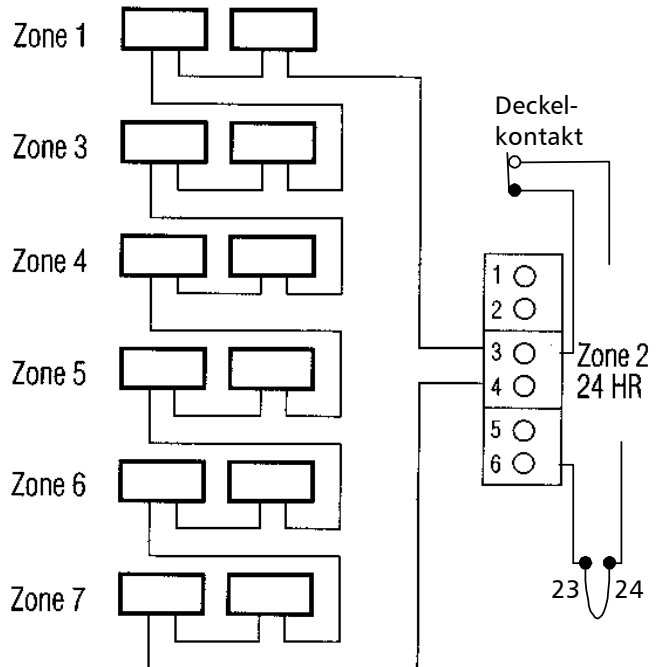 Zone 1
Zone 3
Zone 4
Zone 5
Zone 6
Zone 7
Deckel-
kontakt
1
2
3
4
5
6
Zone 2
24 HR
23 24